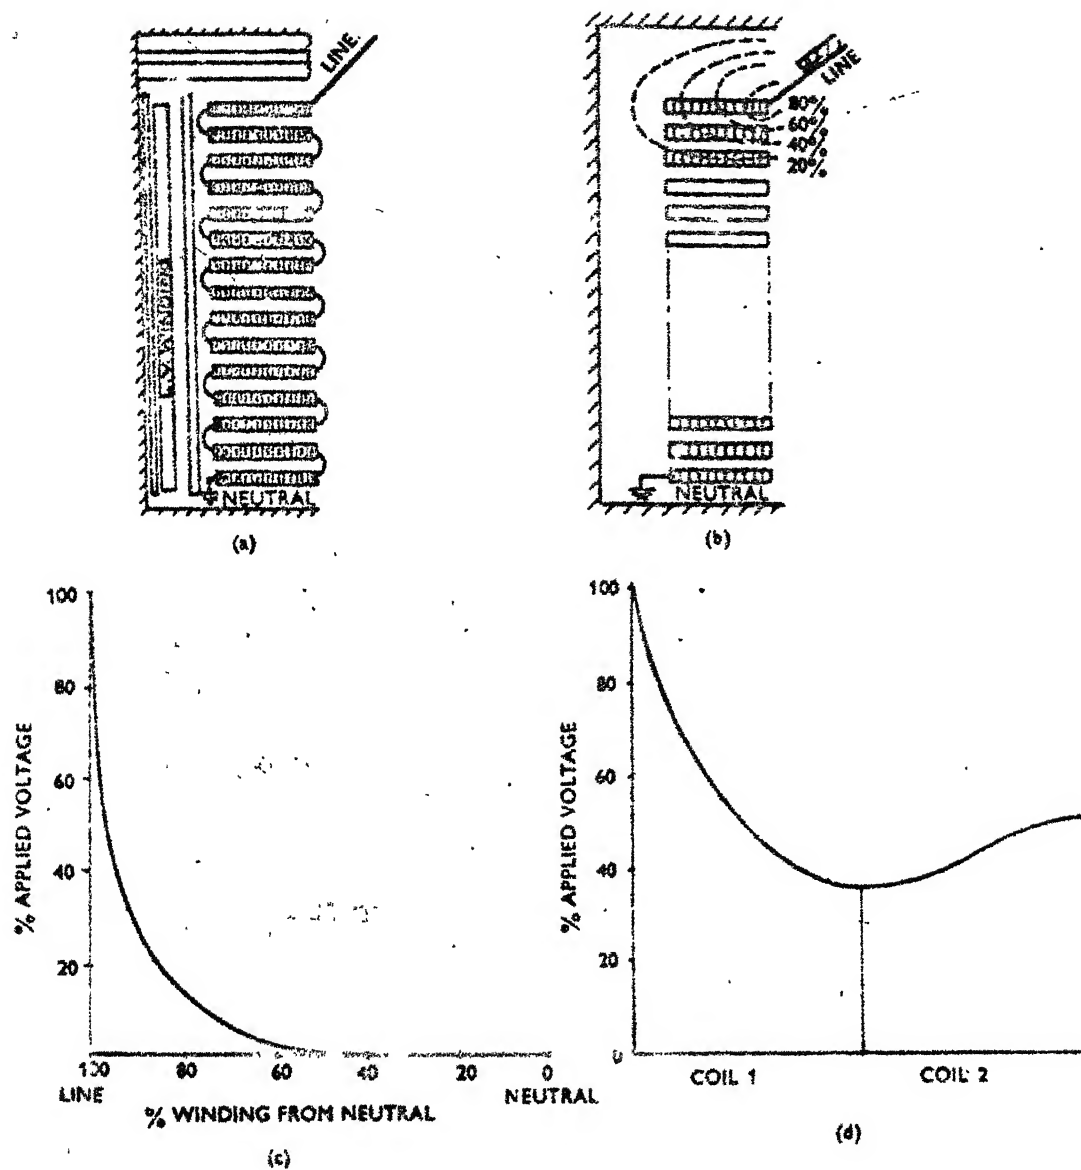 LINE.
NEUTRAL
(a)
LINE
80%
60%
40%
20%
NEUTRAL
(b)
100
80
60
40
20
% APPLIED VOLTAGE
100 80 60 40 20 0
LINE NEUTRAL
% WINDING FROM NEUTRAL
(c)
100
80
60
40
20
0
% APPLIED VOLTAGE
COIL 1 COIL 2
(d)